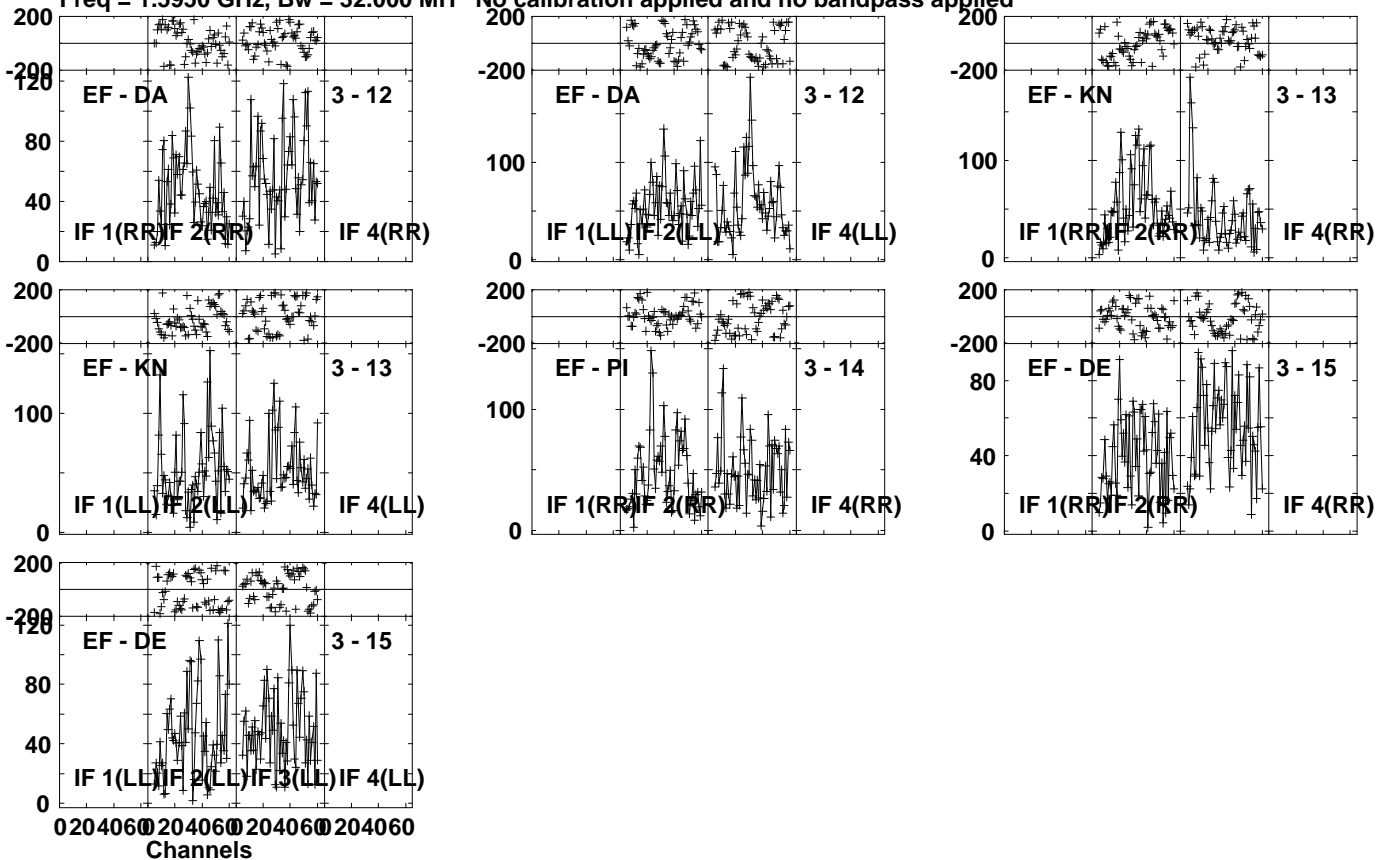 Freq = 1.5950 GHz, Bw = 32.000 MH No calibration applied and no bandpass applied
200
-200
120
80
40
0
EF - DA
3 - 12
IF 1(RR) IF 2(RR)
IF 4(RR)
200
-200
100
0
EF - DA
3 - 12
IF 1(LL) IF 2(LL)
IF 4(LL)
200
-200
100
0
EF - KN
3 - 13
IF 1(RR) IF 2(RR)
IF 4(RR)
200
-200
100
0
EF - KN
3 - 13
IF 1(LL) IF 2(LL)
IF 4(LL)
200
-200
100
0
EF - PI
3 - 14
IF 1(RR) IF 2(RR)
IF 4(RR)
200
-200
80
40
0
EF - DE
3 - 15
IF 1(RR) IF 2(RR)
IF 4(RR)
200
-200
120
80
40
0
EF - DE
3 - 15
IF 1(LL) IF 2(LL) IF 3(LL) IF 4(LL)
0 20 40 60 0 20 40 60 0 20 40 60 0 20 40 60
Channels